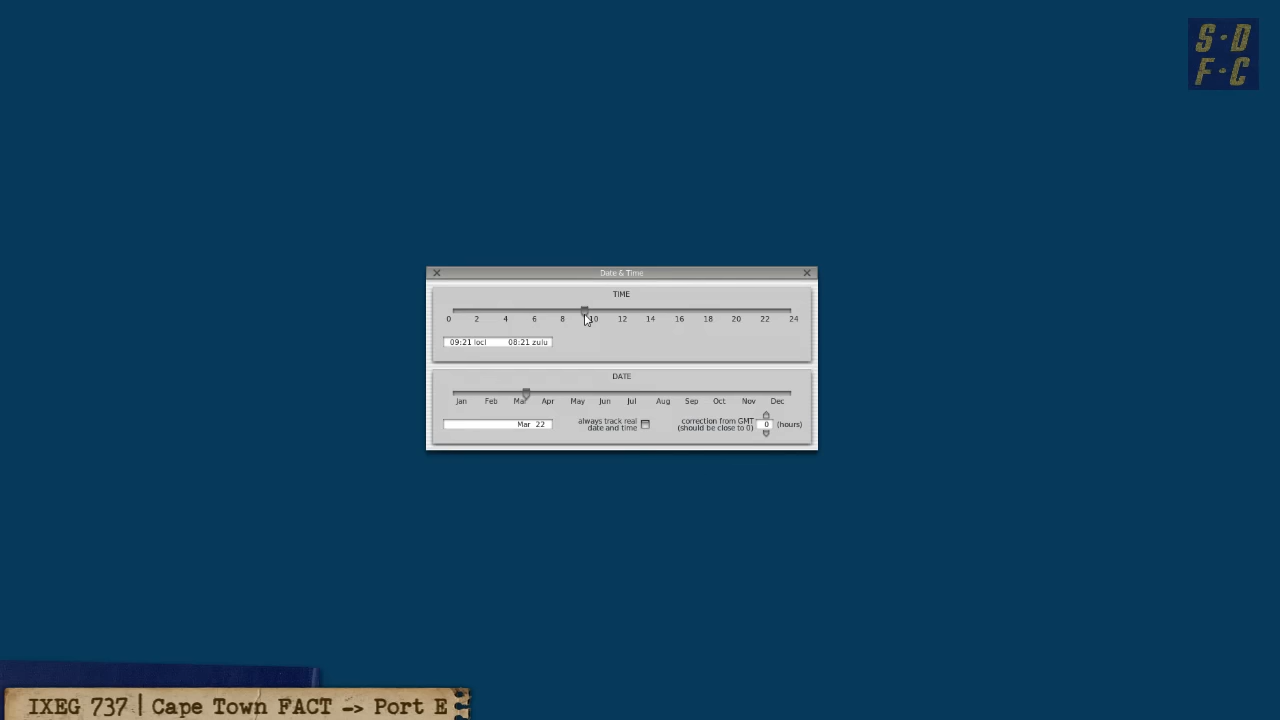 S·D
F·C
Date & Time
TIME
0 2 4 6 8 10 12 14 16 18 20 22 24
09:21 locl 08:21 zulu
DATE
Jan Feb Mar Apr May Jun Jul Aug Sep Oct Nov Dec
Mar 22
always track real
date and time
correction from GMT
(should be close to 0)
0 (hours)
IXEG 737 | Cape Town FACT -> Port E